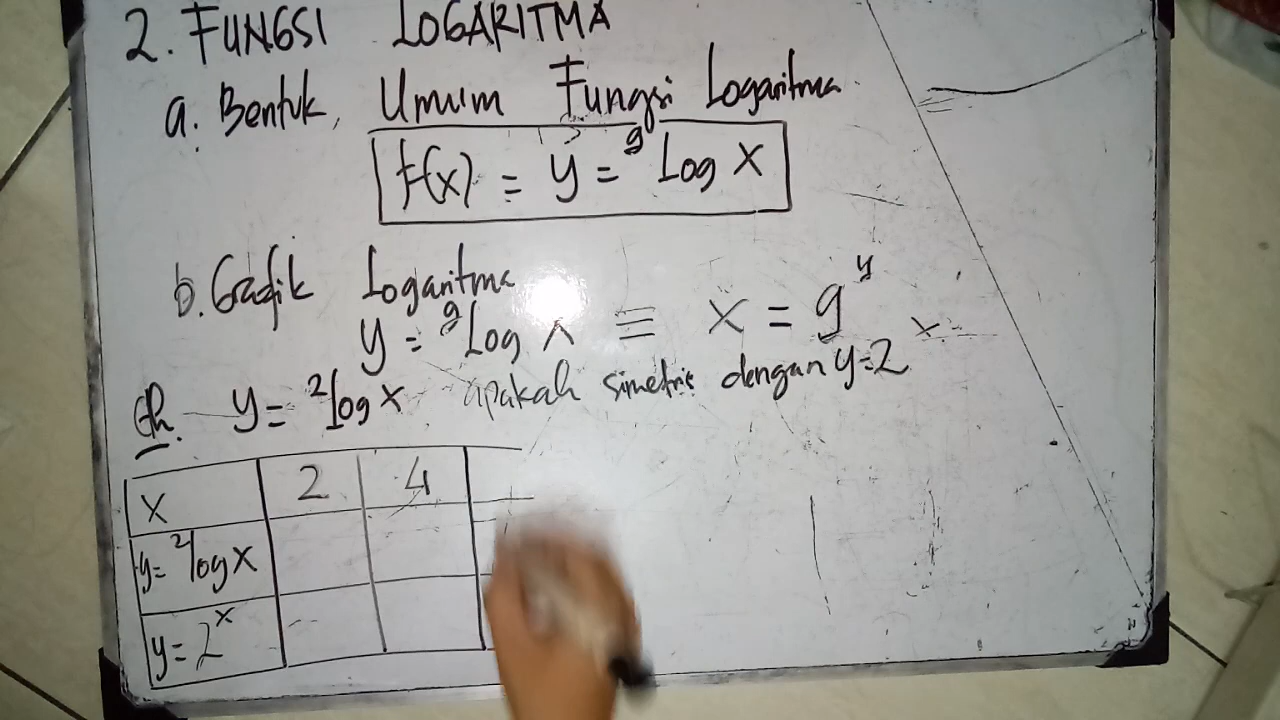 2. FUNGSI LOGARITMA
a. Bentuk Umum Fungsi Logaritma
f(x) = y = ᵍLog x
b. Grafik Logaritma
y = ᵍLog x ≡ x = gʸ
Ch. y = ²log x apakah simetris dengan y=2ˣ
x 2 4
y= ²log x
y= 2ˣ